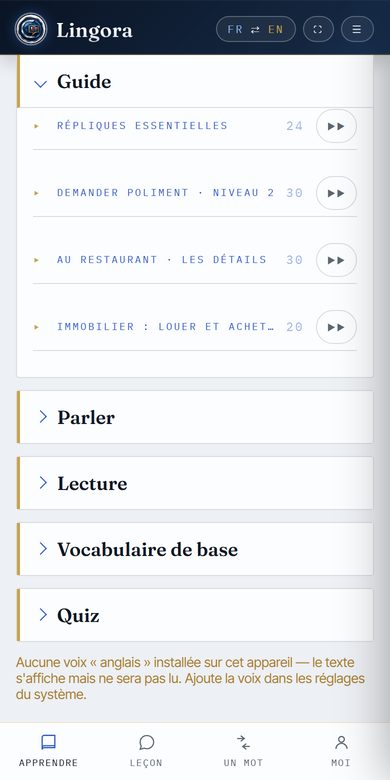 Lingora
FR ⇄ EN
Guide
RÉPLIQUES ESSENTIELLES 24
DEMANDER POLIMENT · NIVEAU 2 30
AU RESTAURANT · LES DÉTAILS 30
IMMOBILIER : LOUER ET ACHET… 20
Parler
Lecture
Vocabulaire de base
Quiz
Aucune voix « anglais » installée sur cet appareil — le texte
s'affiche mais ne sera pas lu. Ajoute la voix dans les réglages
du système.
APPRENDRE LEÇON UN MOT MOI